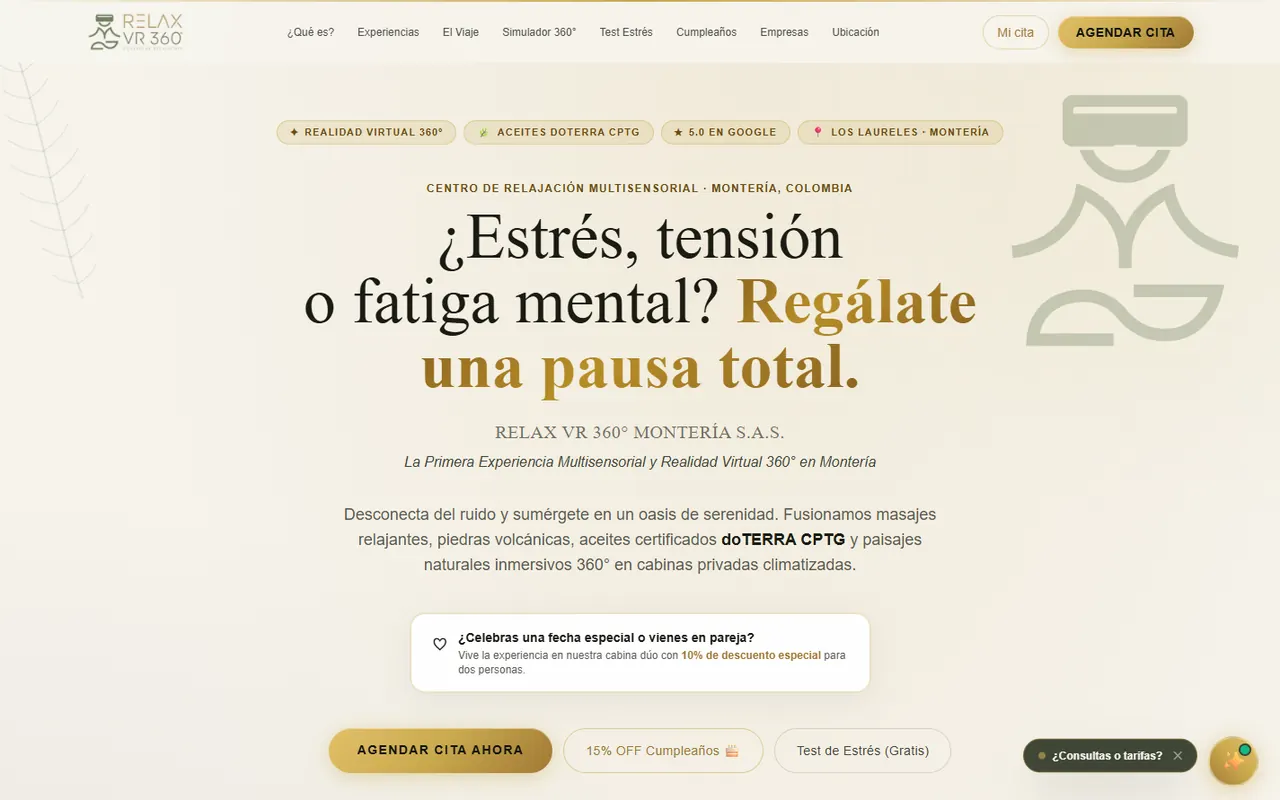 RELAX
VR 360°
¿Qué es? Experiencias El Viaje Simulador 360° Test Estrés Cumpleaños Empresas Ubicación
Mi cita
AGENDAR CITA
REALIDAD VIRTUAL 360°
ACEITES DOTERRA CPTG
5.0 EN GOOGLE
LOS LAURELES · MONTERÍA
CENTRO DE RELAJACIÓN MULTISENSORIAL · MONTERÍA, COLOMBIA
¿Estrés, tensión
o fatiga mental? Regálate
una pausa total.
RELAX VR 360° MONTERÍA S.A.S.
La Primera Experiencia Multisensorial y Realidad Virtual 360° en Montería
Desconecta del ruido y sumérgete en un oasis de serenidad. Fusionamos masajes
relajantes, piedras volcánicas, aceites certificados doTERRA CPTG y paisajes
naturales inmersivos 360° en cabinas privadas climatizadas.
¿Celebras una fecha especial o vienes en pareja?
Vive la experiencia en nuestra cabina dúo con 10% de descuento especial para
dos personas.
AGENDAR CITA AHORA
15% OFF Cumpleaños
Test de Estrés (Gratis)
¿Consultas o tarifas?